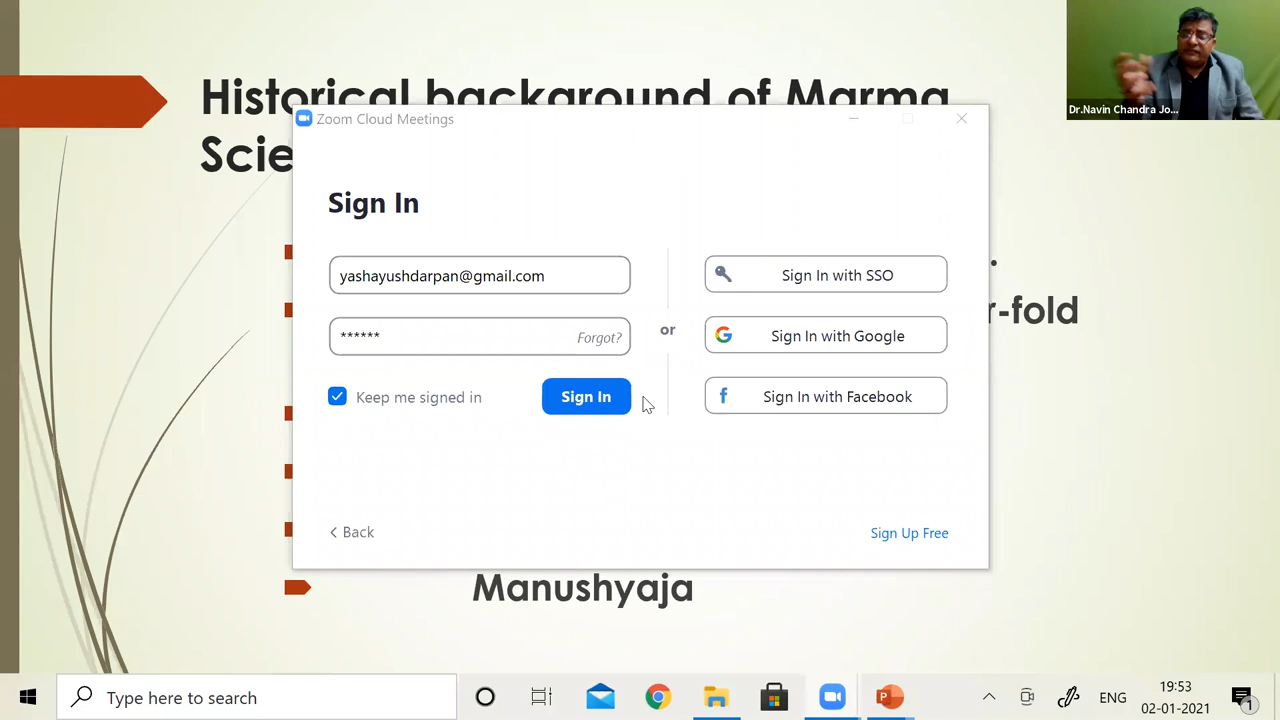 Historical background of Marma
Scie
Dr.Navin Chandra Jo...
Zoom Cloud Meetings
Sign In
yashayushdarpan@gmail.com
******
Forgot?
Keep me signed in
Sign In
or
Sign In with SSO
Sign In with Google
Sign In with Facebook
Back
Sign Up Free
.
r-fold
Manushyaja
Type here to search
ENG
19:53
02-01-2021
1